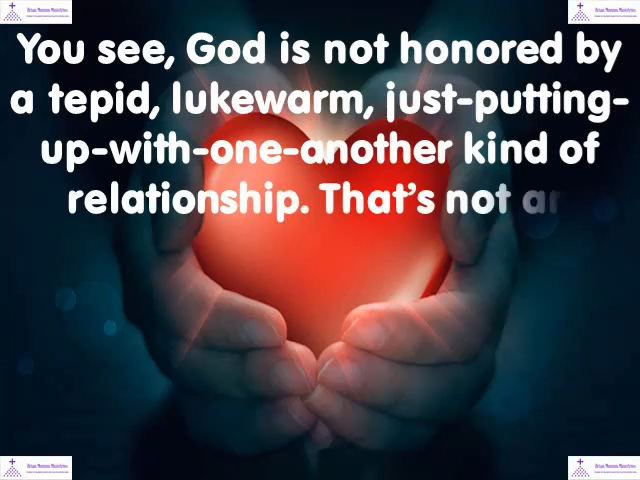 You see, God is not honored by
a tepid, lukewarm, just-putting-
up-with-one-another kind of
relationship. That's not an